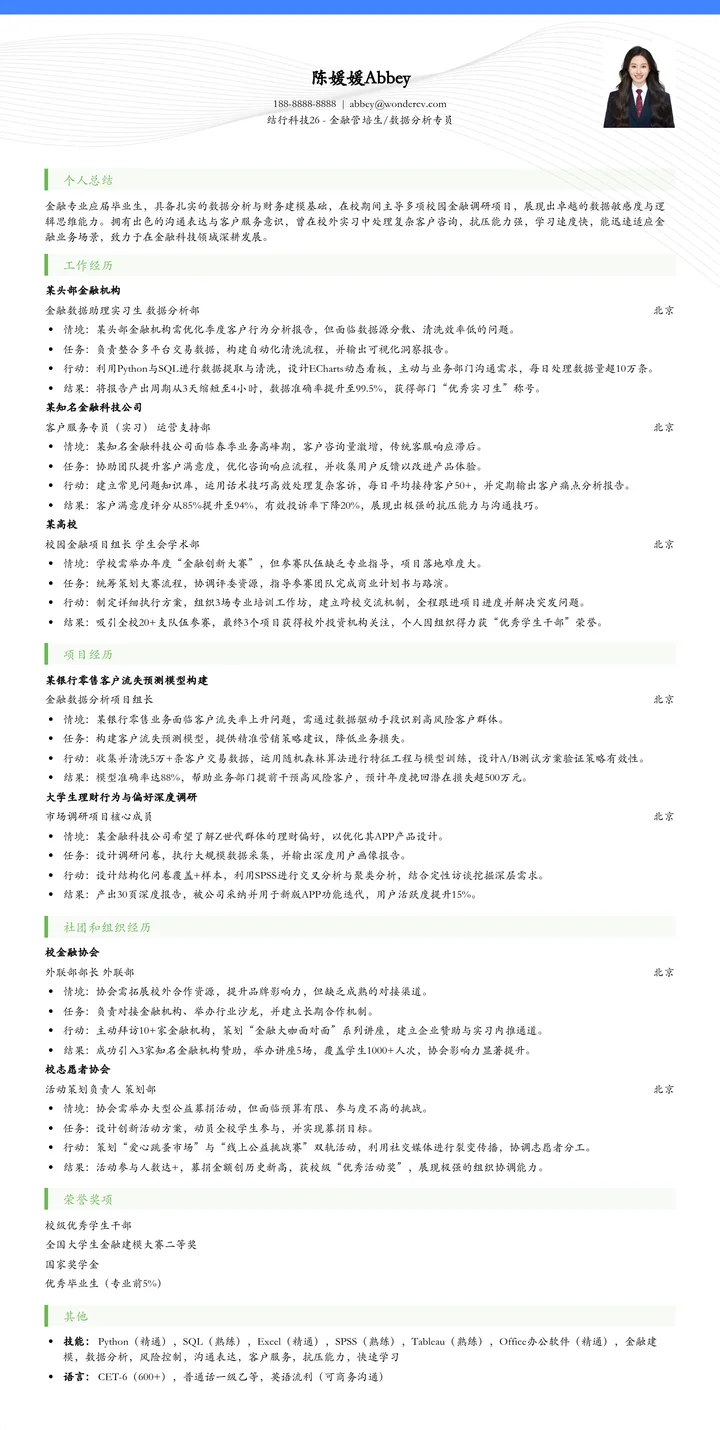 陈媛媛Abbey
188-8888-8888 | abbey@wondercv.com
结行科技26 - 金融管培生/数据分析专员
个人总结
金融专业应届毕业生，具备扎实的数据分析与财务建模基础，在校期间主导多项校园金融调研项目，展现出卓越的数据敏感度与逻
辑思维能力。拥有出色的沟通表达与客户服务意识，曾在校外实习中处理复杂客户咨询，抗压能力强，学习速度快，能迅速适应金
融业务场景，致力于在金融科技领域深耕发展。
工作经历
某头部金融机构
金融数据助理实习生 数据分析部 北京
• 情境：某头部金融机构需优化季度客户行为分析报告，但面临数据源分散、清洗效率低的问题。
• 任务：负责整合多平台交易数据，构建自动化清洗流程，并输出可视化洞察报告。
• 行动：利用Python与SQL进行数据提取与清洗，设计ECharts动态看板，主动与业务部门沟通需求，每日处理数据量超10万条。
• 结果：将报告产出周期从3天缩短至4小时，数据准确率提升至99.5%，获得部门“优秀实习生”称号。
某知名金融科技公司
客户服务专员（实习） 运营支持部 北京
• 情境：某知名金融科技公司面临春季业务高峰期，客户咨询量激增，传统客服响应滞后。
• 任务：协助团队提升客户满意度，优化咨询响应流程，并收集用户反馈以改进产品体验。
• 行动：建立常见问题知识库，运用话术技巧高效处理复杂客诉，每日平均接待客户50+，并定期输出客户痛点分析报告。
• 结果：客户满意度评分从85%提升至94%，有效投诉率下降20%，展现出极强的抗压能力与沟通技巧。
某高校
校园金融项目组长 学生会学术部 北京
• 情境：学校需举办年度“金融创新大赛”，但参赛队伍缺乏专业指导，项目落地难度大。
• 任务：统筹策划大赛流程，协调评委资源，指导参赛团队完成商业计划书与路演。
• 行动：制定详细执行方案，组织3场专业培训工作坊，建立跨校交流机制，全程跟进项目进度并解决突发问题。
• 结果：吸引全校20+支队伍参赛，最终3个项目获得校外投资机构关注，个人因组织得力获“优秀学生干部”荣誉。
项目经历
某银行零售客户流失预测模型构建
金融数据分析项目组长 北京
• 情境：某银行零售业务面临客户流失率上升问题，需通过数据驱动手段识别高风险客户群体。
• 任务：构建客户流失预测模型，提供精准营销策略建议，降低业务损失。
• 行动：收集并清洗5万+条客户交易数据，运用随机森林算法进行特征工程与模型训练，设计A/B测试方案验证策略有效性。
• 结果：模型准确率达88%，帮助业务部门提前干预高风险客户，预计年度挽回潜在损失超500万元。
大学生理财行为与偏好深度调研
市场调研项目核心成员 北京
• 情境：某金融科技公司希望了解Z世代群体的理财偏好，以优化其APP产品设计。
• 任务：设计调研问卷，执行大规模数据采集，并输出深度用户画像报告。
• 行动：设计结构化问卷覆盖+样本，利用SPSS进行交叉分析与聚类分析，结合定性访谈挖掘深层需求。
• 结果：产出30页深度报告，被公司采纳并用于新版APP功能迭代，用户活跃度提升15%。
社团和组织经历
校金融协会
外联部部长 外联部 北京
• 情境：协会需拓展校外合作资源，提升品牌影响力，但缺乏成熟的对接渠道。
• 任务：负责对接金融机构、举办行业沙龙，并建立长期合作机制。
• 行动：主动拜访10+家金融机构，策划“金融大咖面对面”系列讲座，建立企业赞助与实习内推通道。
• 结果：成功引入3家知名金融机构赞助，举办讲座5场，覆盖学生1000+人次，协会影响力显著提升。
校志愿者协会
活动策划负责人 策划部 北京
• 情境：协会需举办大型公益募捐活动，但面临预算有限、参与度不高的挑战。
• 任务：设计创新活动方案，动员全校学生参与，并实现募捐目标。
• 行动：策划“爱心跳蚤市场”与“线上公益挑战赛”双轨活动，利用社交媒体进行裂变传播，协调志愿者分工。
• 结果：活动参与人数达+，募捐金额创历史新高，获校级“优秀活动奖”，展现极强的组织协调能力。
荣誉奖项
校级优秀学生干部
全国大学生金融建模大赛二等奖
国家奖学金
优秀毕业生（专业前5%）
其他
• 技能： Python（精通），SQL（熟练），Excel（精通），SPSS（熟练），Tableau（熟练），Office办公软件（精通），金融建
模，数据分析，风险控制，沟通表达，客户服务，抗压能力，快速学习
• 语言： CET-6（600+），普通话一级乙等，英语流利（可商务沟通）